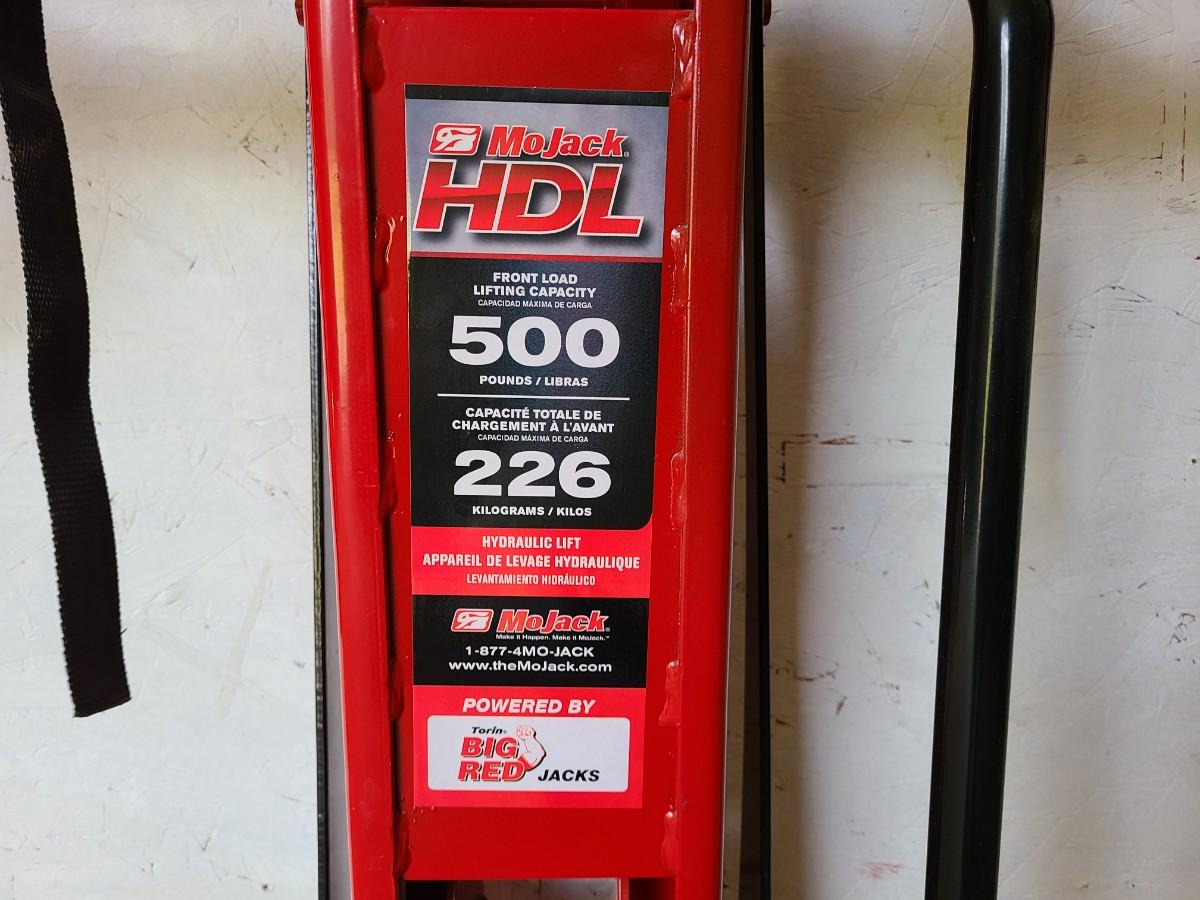 MoJack®
HDL
FRONT LOAD
LIFTING CAPACITY
CAPACIDAD MÁXIMA DE CARGA
500
POUNDS / LIBRAS
CAPACITÉ TOTALE DE
CHARGEMENT À L'AVANT
CAPACIDAD MÁXIMA DE CARGA
226
KILOGRAMS / KILOS
HYDRAULIC LIFT
APPAREIL DE LEVAGE HYDRAULIQUE
LEVANTAMIENTO HIDRÁULICO
MoJack®
Make it Happen. Make it MoJack.™
1-877-4MO-JACK
www.theMoJack.com
POWERED BY
Torin®
BIG
RED JACKS